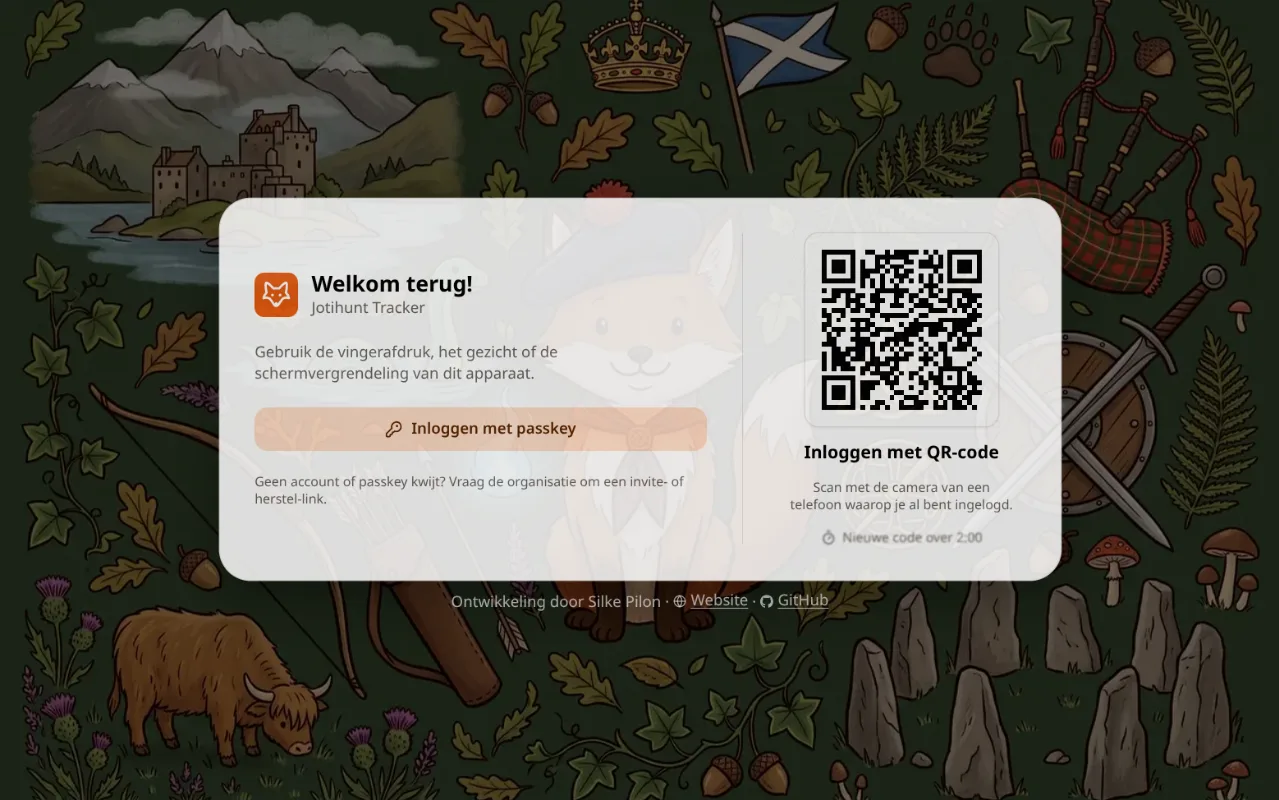 Welkom terug!
Jotihunt Tracker
Gebruik de vingerafdruk, het gezicht of de
schermvergrendeling van dit apparaat.
Inloggen met passkey
Geen account of passkey kwijt? Vraag de organisatie om een invite- of
herstel-link.
Inloggen met QR-code
Scan met de camera van een
telefoon waarop je al bent ingelogd.
Nieuwe code over 2:00
Ontwikkeling door Silke Pilon · Website · GitHub